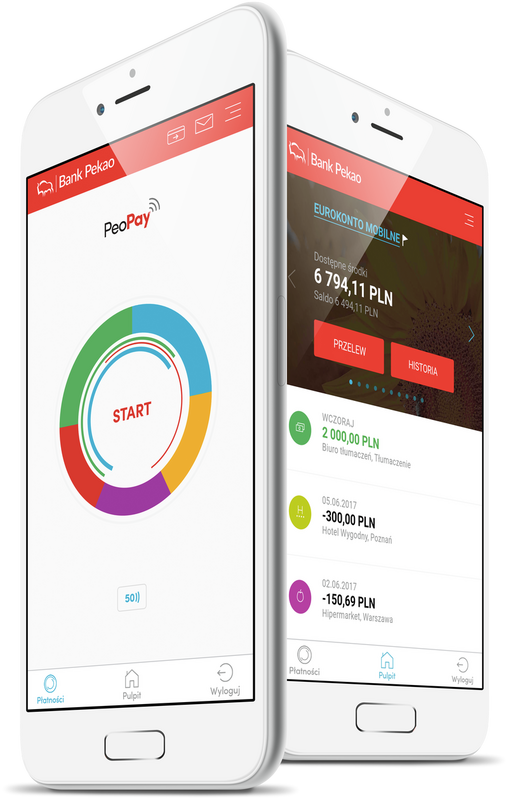 Bank Pekao
PeoPay
START
50))
Płatności
Pulpit
Wyloguj
Bank Pekao
EUROKONTO MOBILNE
Dostępne środki
6 794,11 PLN
Saldo 6 494,11 PLN
PRZELEW
HISTORIA
WCZORAJ
2 000,00 PLN
Biuro tłumaczeń, Tłumaczenie
05.06.2017
-300,00 PLN
Hotel Wygodny, Poznań
02.06.2017
-150,69 PLN
Hipermarket, Warszawa
Płatności
Pulpit
Wyloguj